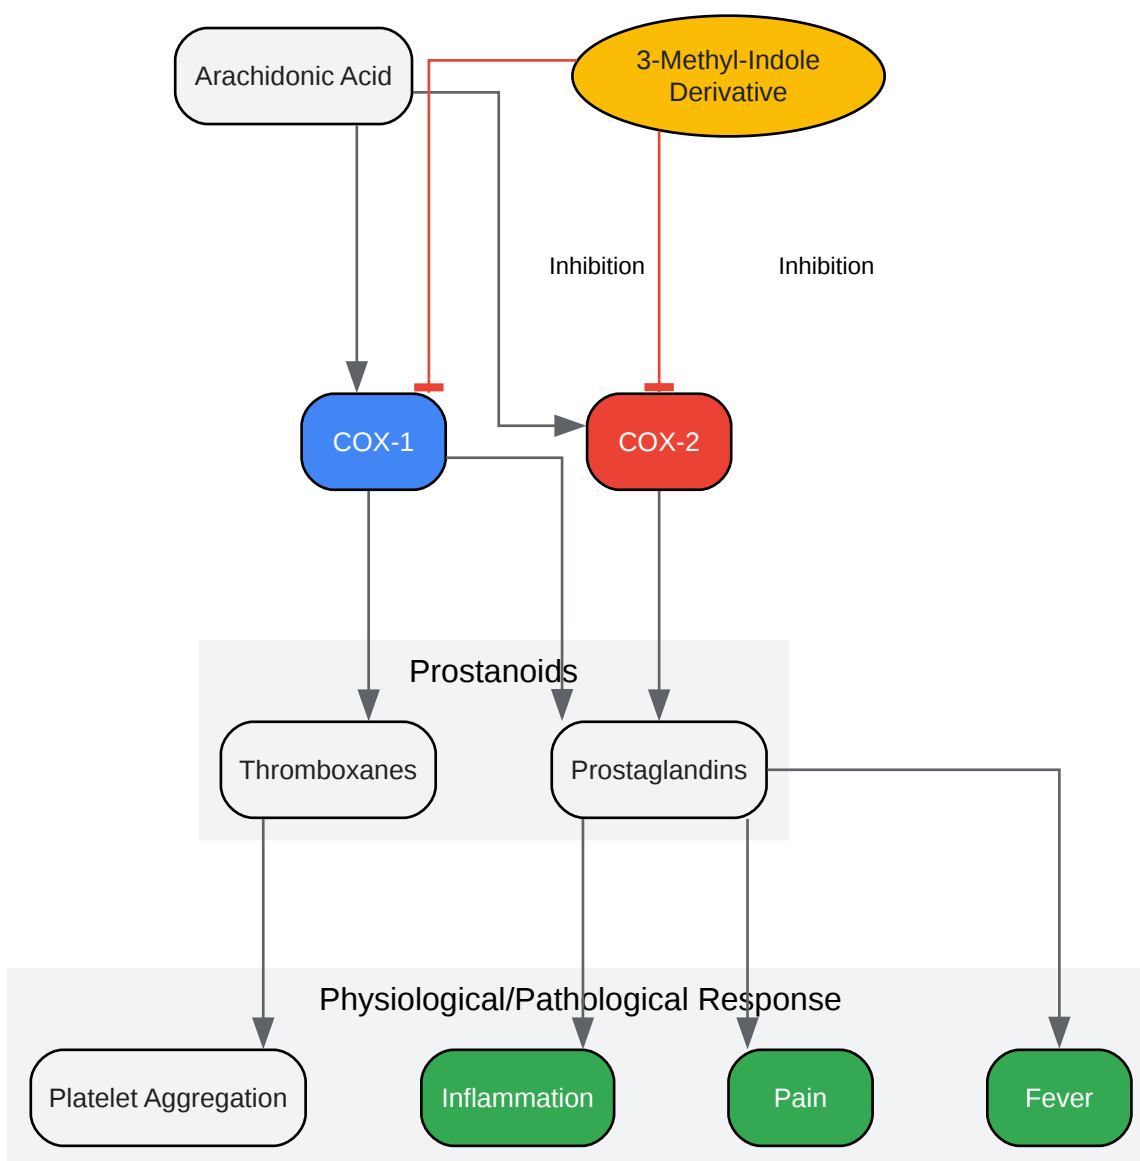 Arachidonic Acid
3-Methyl-Indole
Derivative
Inhibition
Inhibition
COX-1
COX-2
Prostanoids
Thromboxanes
Prostaglandins
Physiological/Pathological Response
Platelet Aggregation
Inflammation
Pain
Fever